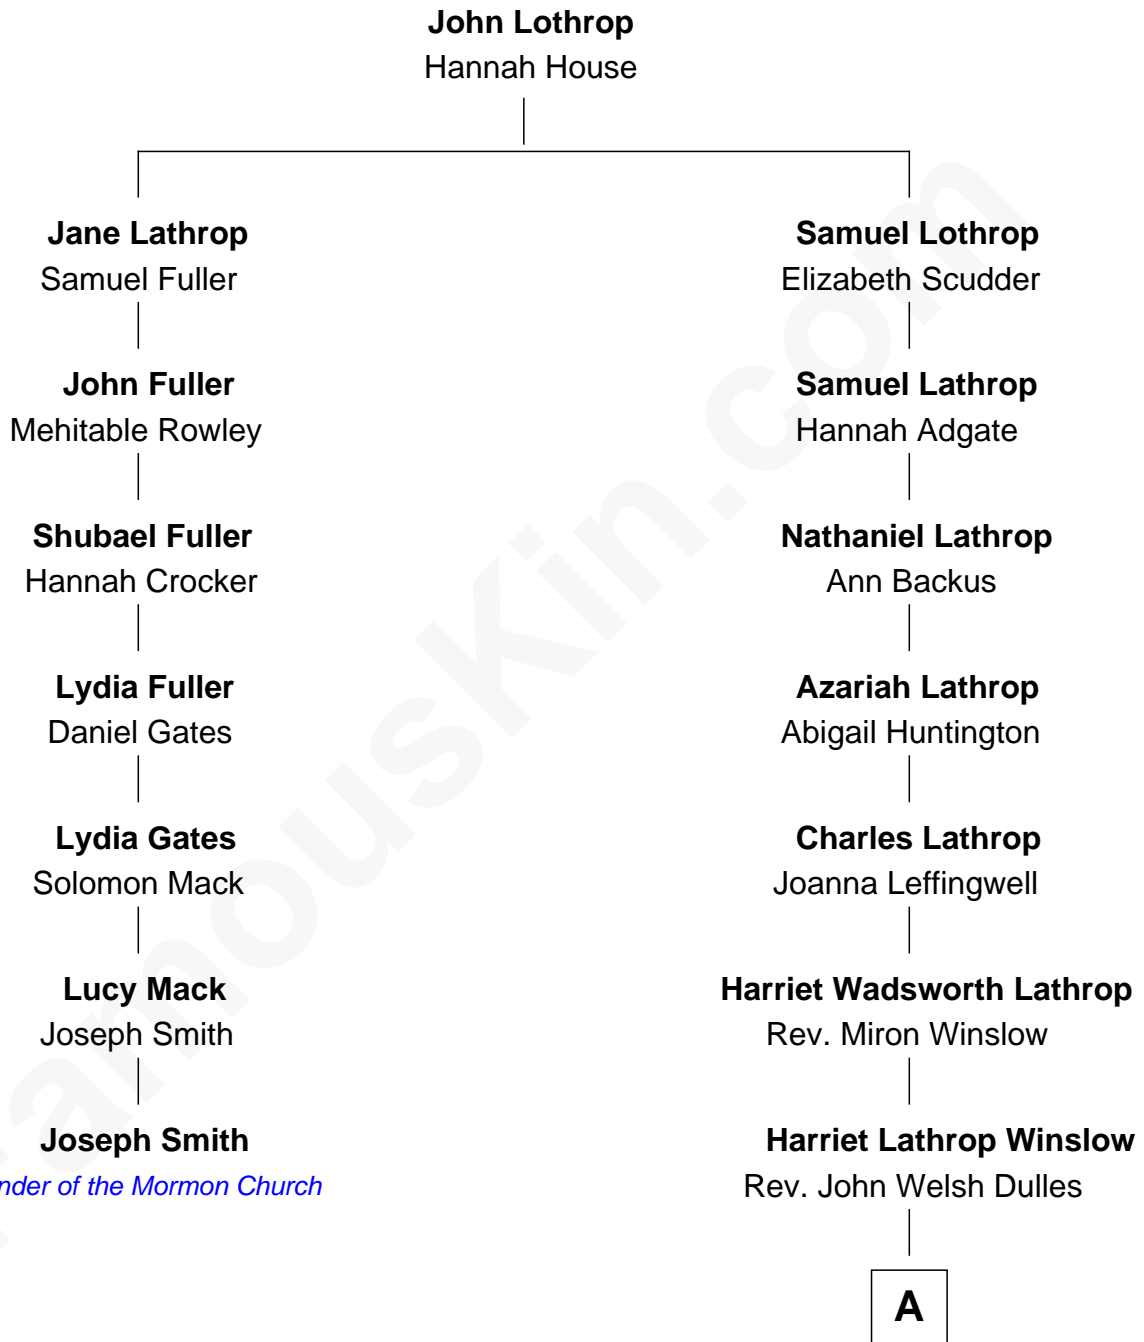 John Lothrop
Hannah House
Jane Lathrop
Samuel Fuller
John Fuller
Mehitable Rowley
Shubael Fuller
Hannah Crocker
Lydia Fuller
Daniel Gates
Lydia Gates
Solomon Mack
Lucy Mack
Joseph Smith
Joseph Smith
nder of the Mormon Church
Samuel Lothrop
Elizabeth Scudder
Samuel Lathrop
Hannah Adgate
Nathaniel Lathrop
Ann Backus
Azariah Lathrop
Abigail Huntington
Charles Lathrop
Joanna Leffingwell
Harriet Wadsworth Lathrop
Rev. Miron Winslow
Harriet Lathrop Winslow
Rev. John Welsh Dulles
A
FamousKin.com